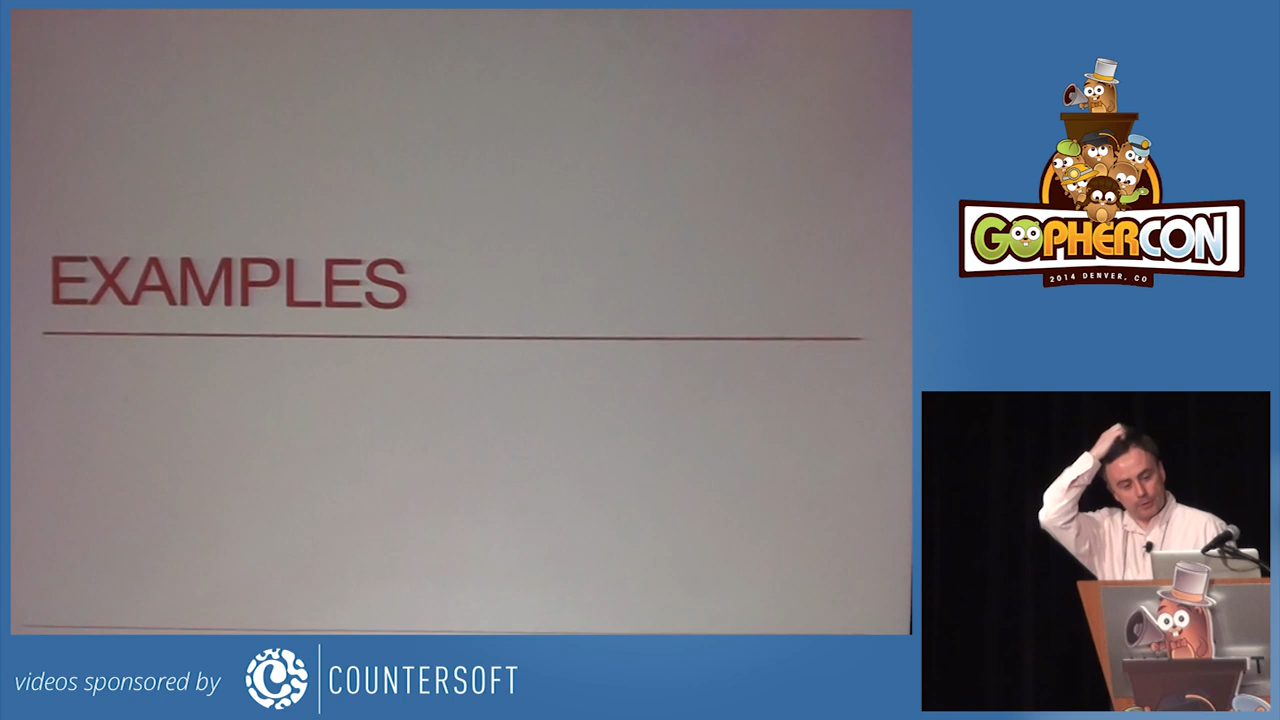 EXAMPLES
GOPHERCON
2014 DENVER, CO
videos sponsored by
COUNTERSOFT